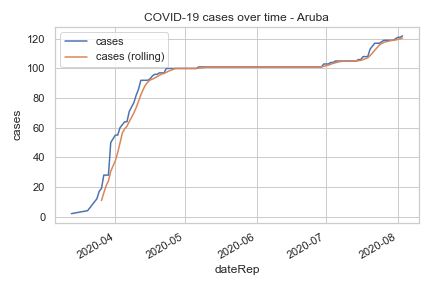 COVID-19 cases over time - Aruba
cases
cases (rolling)
120
100
80
60
40
20
0
cases
2020-04
2020-05
2020-06
2020-07
2020-08
dateRep